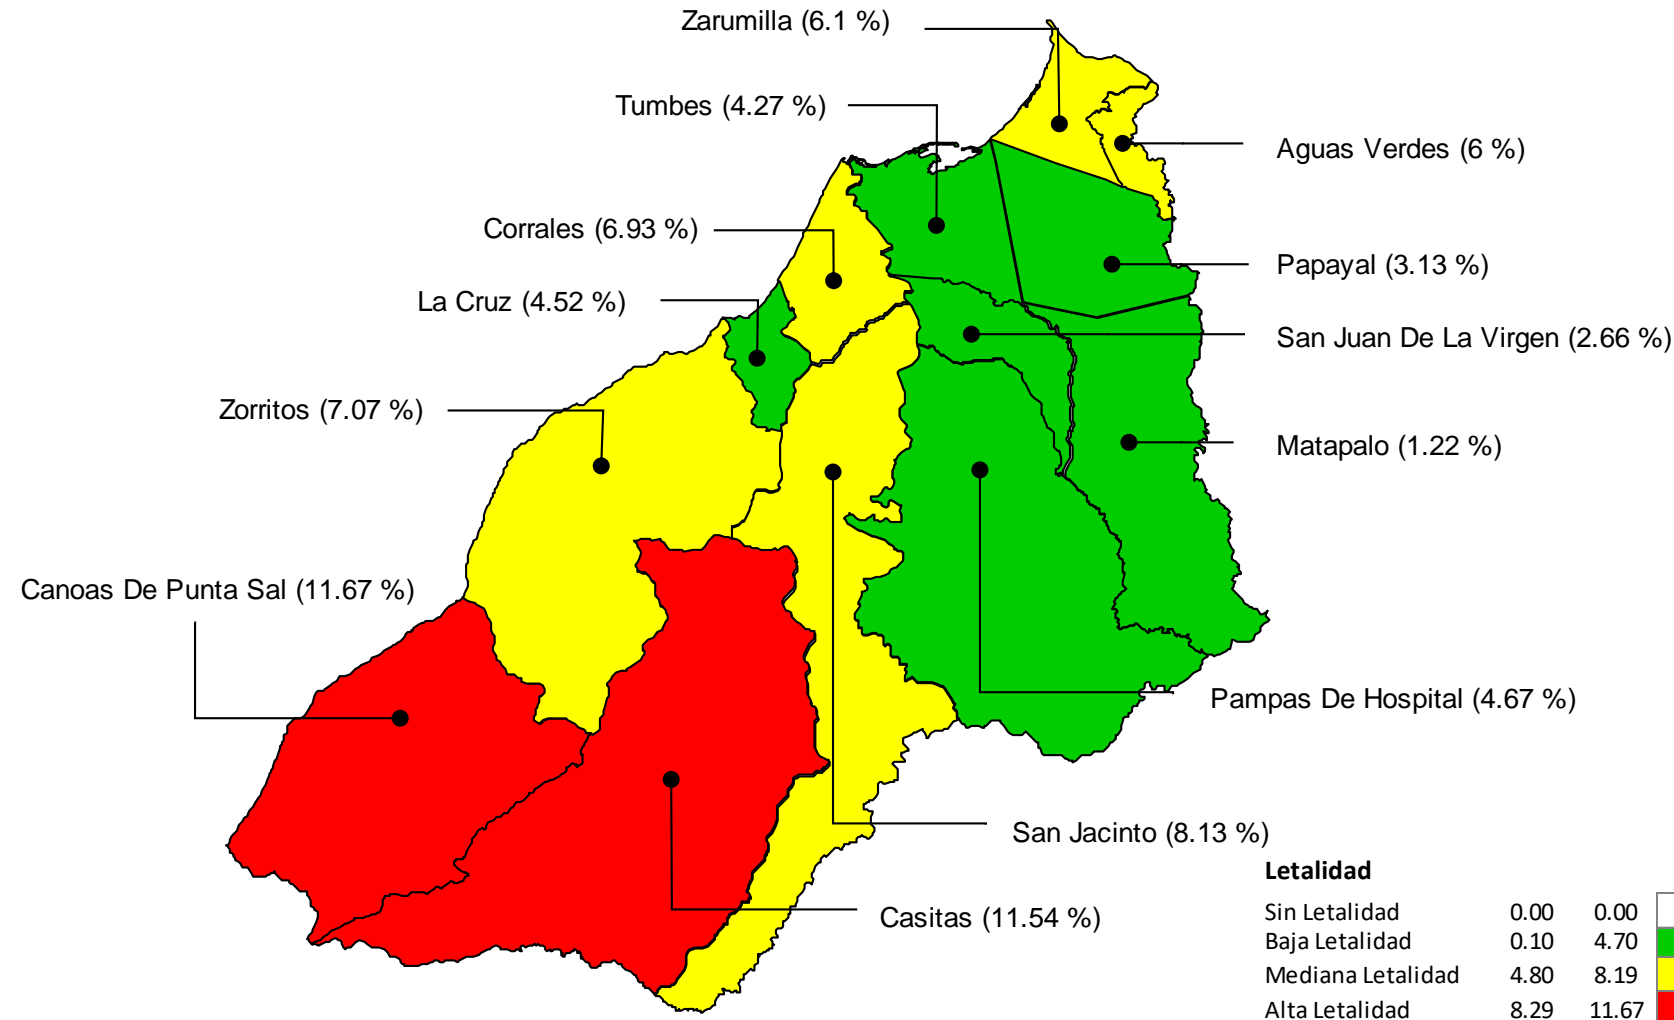 Zarumilla (6.1 %)
Tumbes (4.27 %)
Aguas Verdes (6 %)
Corrales (6.93 %)
Papayal (3.13 %)
La Cruz (4.52 %)
San Juan De La Virgen (2.66 %)
Zorritos (7.07 %)
Matapalo (1.22 %)
Canoas De Punta Sal (11.67 %)
Pampas De Hospital (4.67 %)
San Jacinto (8.13 %)
Casitas (11.54 %)
Letalidad
Sin Letalidad 0.00 0.00
Baja Letalidad 0.10 4.70
Mediana Letalidad 4.80 8.19
Alta Letalidad 8.29 11.67